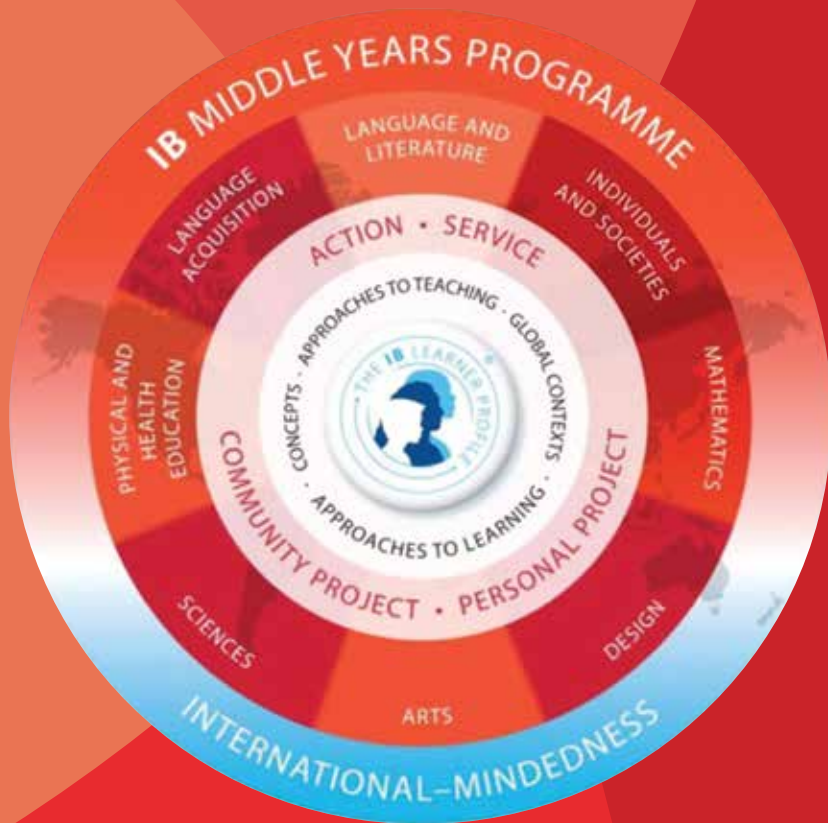 IB MIDDLE YEARS PROGRAMME
LANGUAGE AND
LITERATURE
INDIVIDUALS
AND SOCIETIES
MATHEMATICS
DESIGN
ARTS
SCIENCES
PHYSICAL AND
HEALTH
EDUCATION
LANGUAGE
ACQUISITION
ACTION • SERVICE
COMMUNITY PROJECT • PERSONAL PROJECT
APPROACHES TO TEACHING · GLOBAL CONTEXTS ·
APPROACHES TO LEARNING · CONCEPTS ·
THE IB LEARNER PROFILE
®
INTERNATIONAL–MINDEDNESS